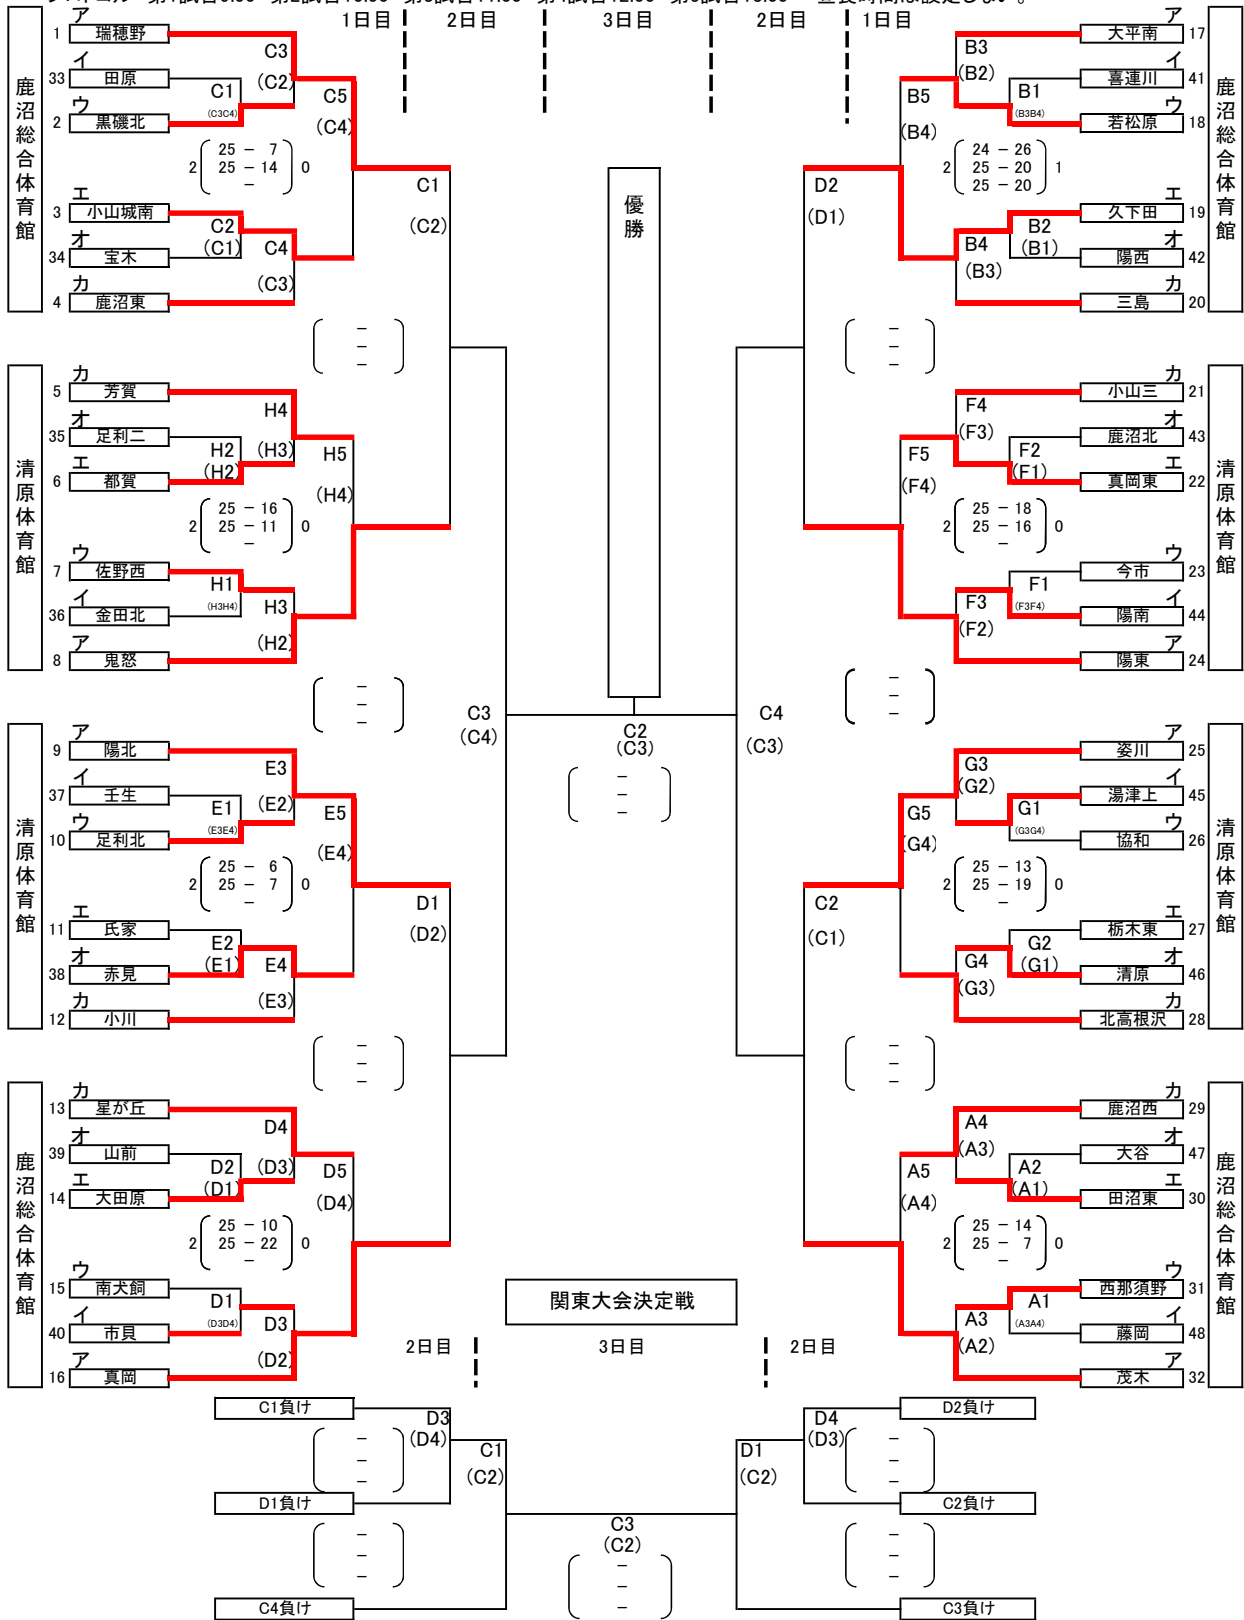 1日目 2日目 3日目 2日目 1日目
鹿沼総合体育館
ア
1 瑞穂野
イ
33 田原
ウ
2 黒磯北
エ
3 小山城南
オ
34 宝木
カ
4 鹿沼東
C3
(C2)
C1
(C3C4)
C5
(C4)
2 25 - 7 0
25 - 14
-
C2
(C1)
C4
(C3)
C1
(C2)
- 
-
-
清原体育館
カ
5 芳賀
オ
35 足利二
エ
6 都賀
ウ
7 佐野西
イ
36 金田北
ア
8 鬼怒
H4
(H3)
H2
(H2)
H5
(H4)
2 25 - 16 0
25 - 11
-
H1
(H3H4)
H3
(H2)
-
-
-
C3
(C4)
清原体育館
ア
9 陽北
イ
37 壬生
ウ
10 足利北
エ
11 氏家
オ
38 赤見
カ
12 小川
E3
(E2)
E1
(E3E4)
E5
(E4)
2 25 - 6 0
25 - 7
-
E2
(E1)
E4
(E3)
D1
(D2)
-
-
-
鹿沼総合体育館
カ
13 星が丘
オ
39 山前
エ
14 大田原
ウ
15 南犬飼
イ
40 市貝
ア
16 真岡
D4
(D3)
D2
(D1)
D5
(D4)
2 25 - 10 0
25 - 22
-
D1
(D3D4)
D3
(D2)
優勝
C2
(C3)
-
-
-
鹿沼総合体育館
ア
大平南 17
イ
喜連川 41
ウ
若松原 18
エ
久下田 19
オ
陽西 42
カ
三島 20
B3
(B2)
B1
(B3B4)
B5
(B4)
2 24 - 26 1
25 - 20
25 - 20
B2
(B1)
B4
(B3)
D2
(D1)
-
-
-
清原体育館
カ
小山三 21
オ
鹿沼北 43
エ
真岡東 22
ウ
今市 23
イ
陽南 44
ア
陽東 24
F4
(F3)
F2
(F1)
F5
(F4)
2 25 - 18 0
25 - 16
-
F1
(F3F4)
F3
(F2)
-
-
-
C4
(C3)
清原体育館
ア
姿川 25
イ
湯津上 45
ウ
協和 26
エ
栃木東 27
オ
清原 46
カ
北高根沢 28
G3
(G2)
G1
(G3G4)
G5
(G4)
2 25 - 13 0
25 - 19
-
G2
(G1)
G4
(G3)
C2
(C1)
-
-
-
鹿沼総合体育館
カ
鹿沼西 29
オ
大谷 47
エ
田沼東 30
ウ
西那須野 31
イ
藤岡 48
ア
茂木 32
A4
(A3)
A2
(A1)
A5
(A4)
2 25 - 14 0
25 - 7
-
A1
(A3A4)
A3
(A2)
関東大会決定戦
2日目 3日目 2日目
C1負け
D3
(D4)
-
-
-
D1負け
C1
(C2)
-
-
-
C4負け
C3
(C2)
-
-
-
D2負け
D4
(D3)
-
-
-
C2負け
D1
(C2)
-
-
-
C3負け